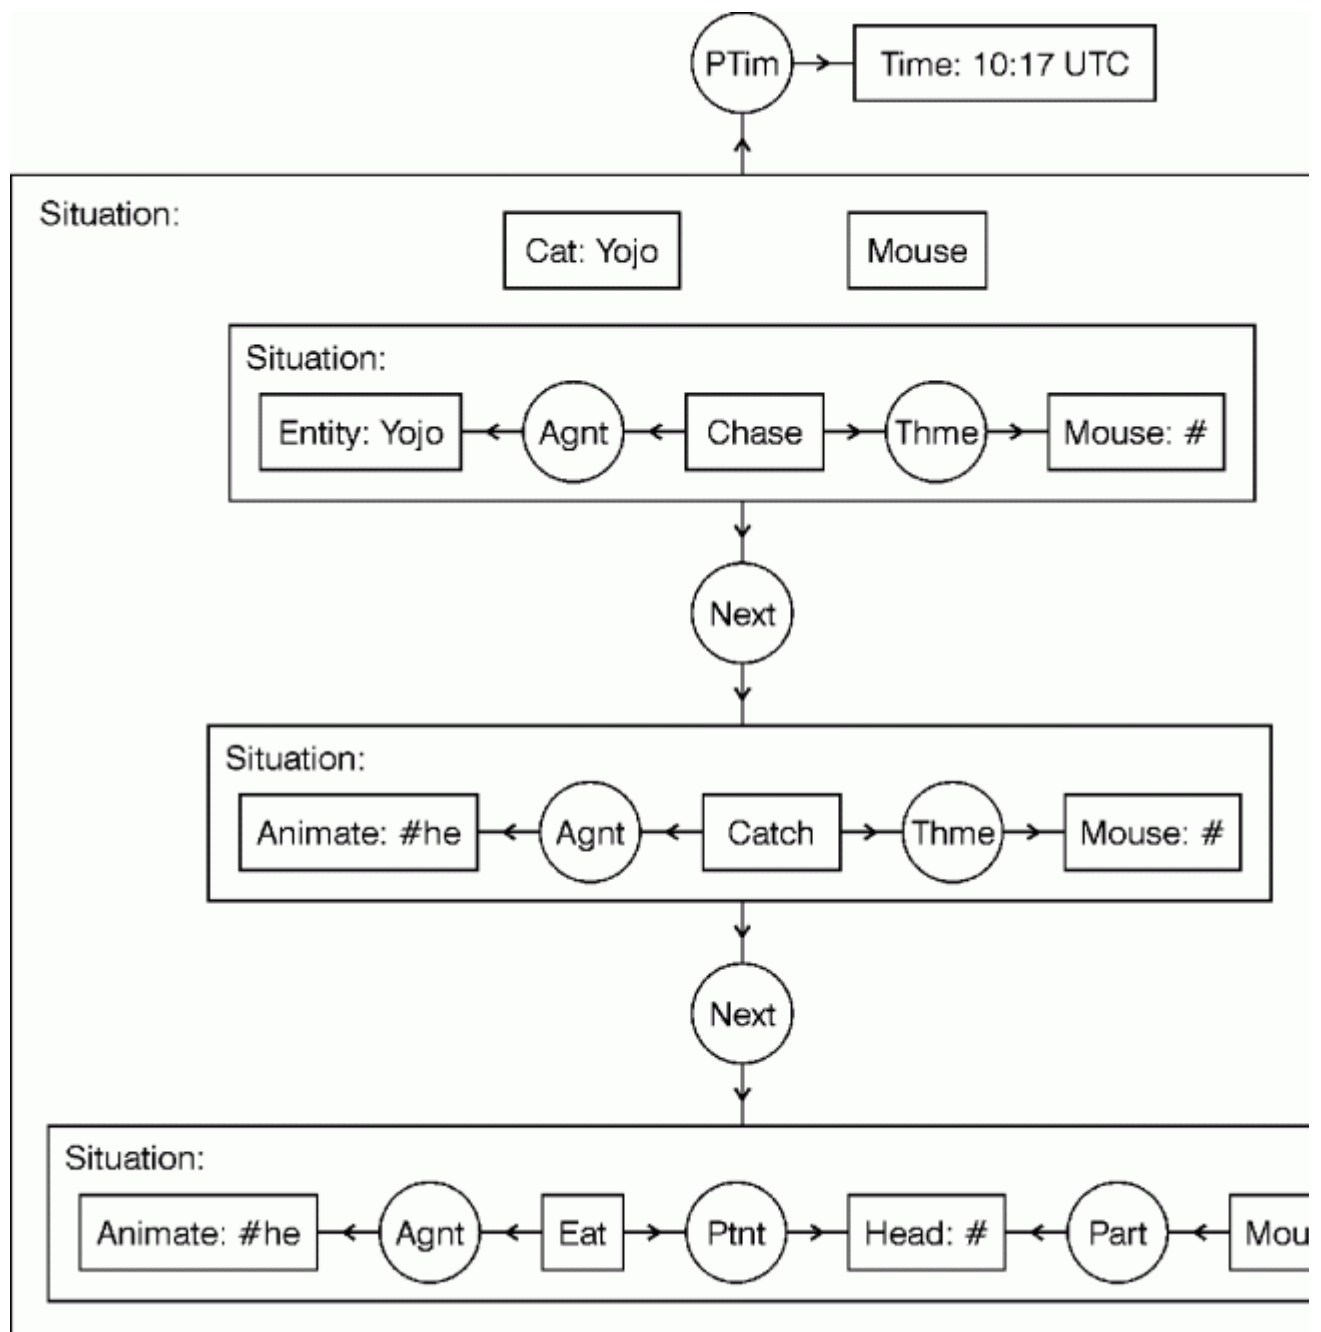 PTim Time: 10:17 UTC
Situation:
Cat: Yojo Mouse
Situation:
Entity: Yojo Agnt Chase Thme Mouse: #
Next
Situation:
Animate: #he Agnt Catch Thme Mouse: #
Next
Situation:
Animate: #he Agnt Eat Ptnt Head: # Part Mou